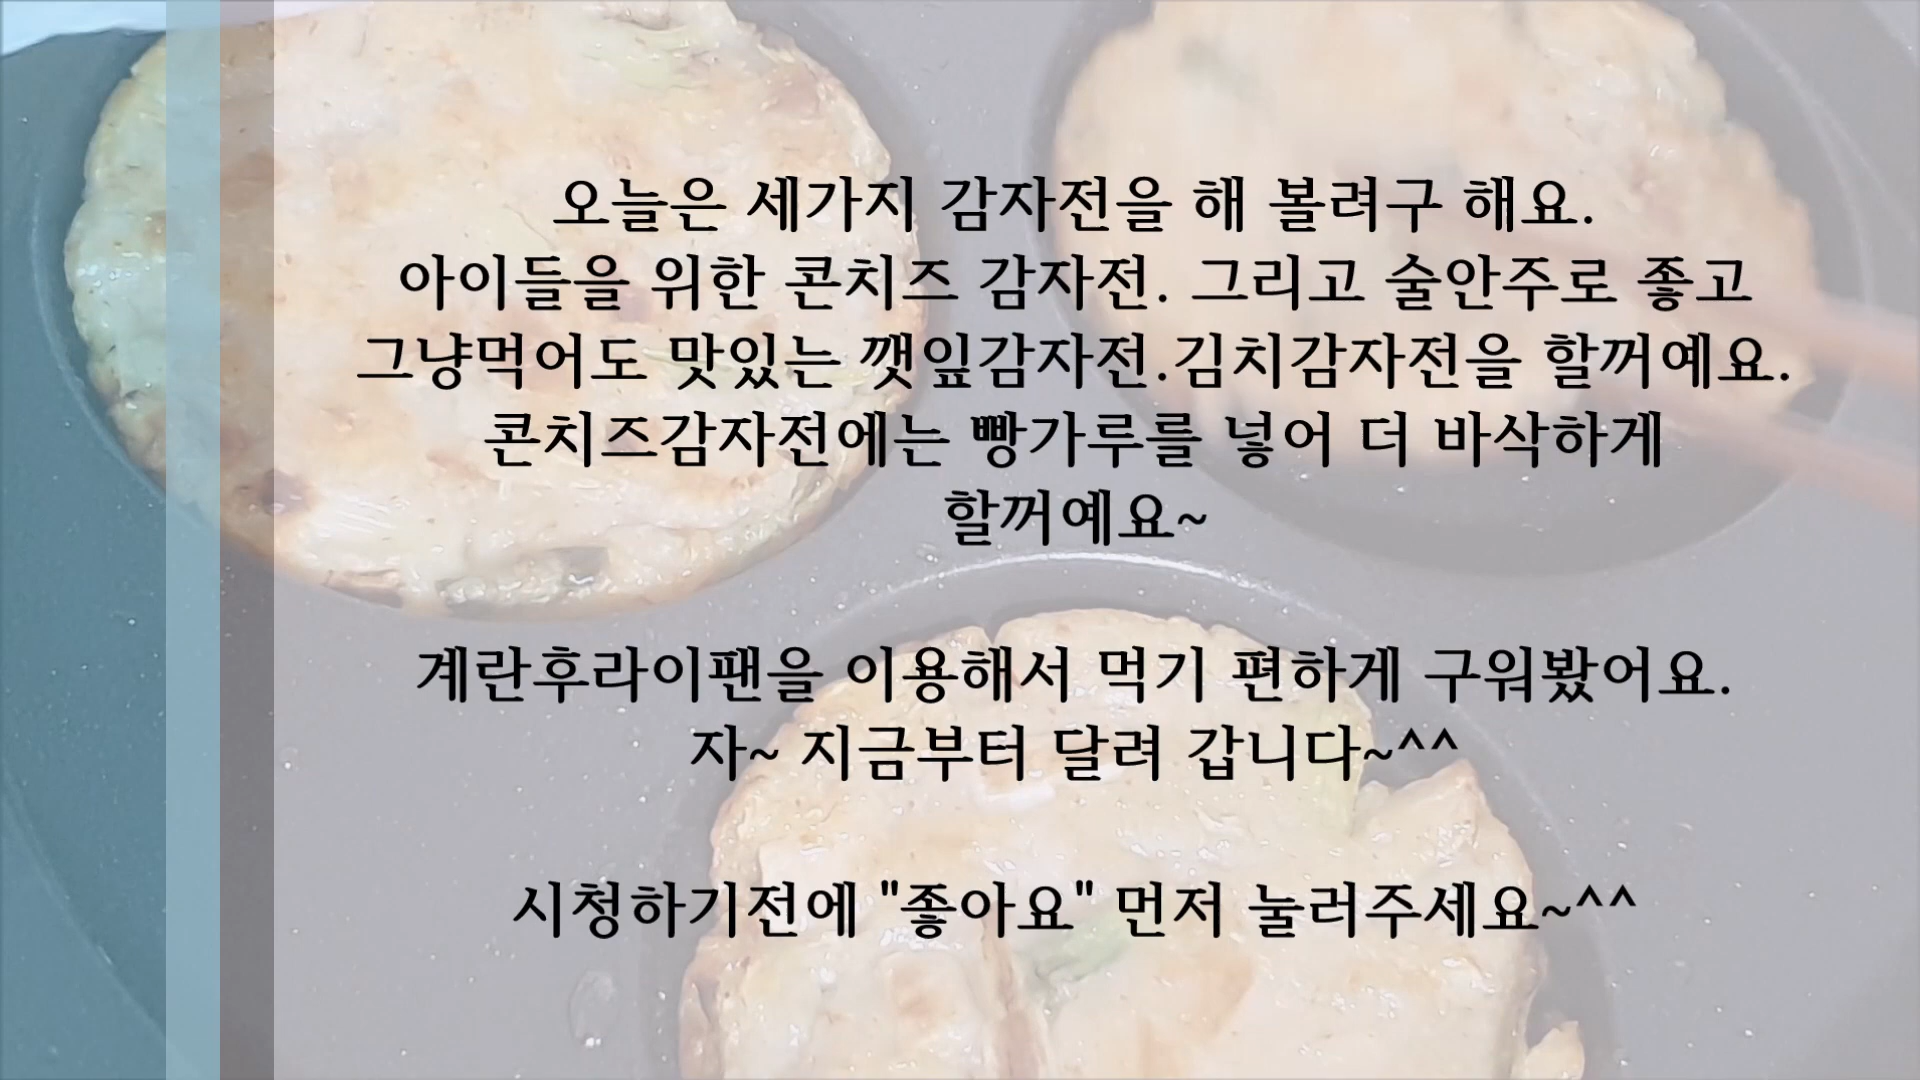 오늘은 세가지 감자전을 해 볼려구 해요.
아이들을 위한 콘치즈 감자전. 그리고 술안주로 좋고
그냥먹어도 맛있는 깻잎감자전.김치감자전을 할꺼예요.
콘치즈감자전에는 빵가루를 넣어 더 바삭하게
할꺼예요~
계란후라이팬을 이용해서 먹기 편하게 구워봤어요.
자~ 지금부터 달려 갑니다~^^
시청하기전에 "좋아요" 먼저 눌러주세요~^^